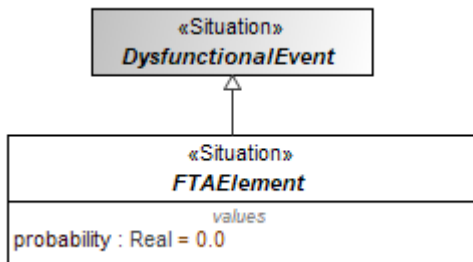 «Situation»
DysfunctionalEvent
«Situation»
FTAElement
values
probability : Real = 0.0